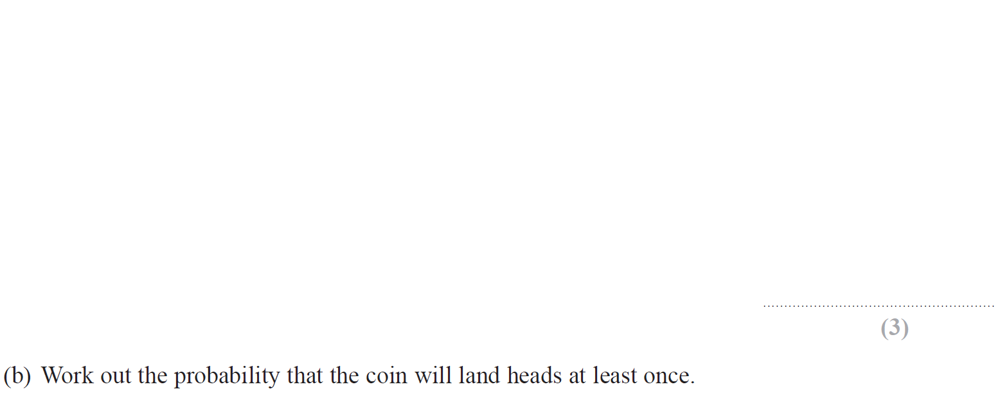 (3)
(b) Work out the probability that the coin will land heads at least once.